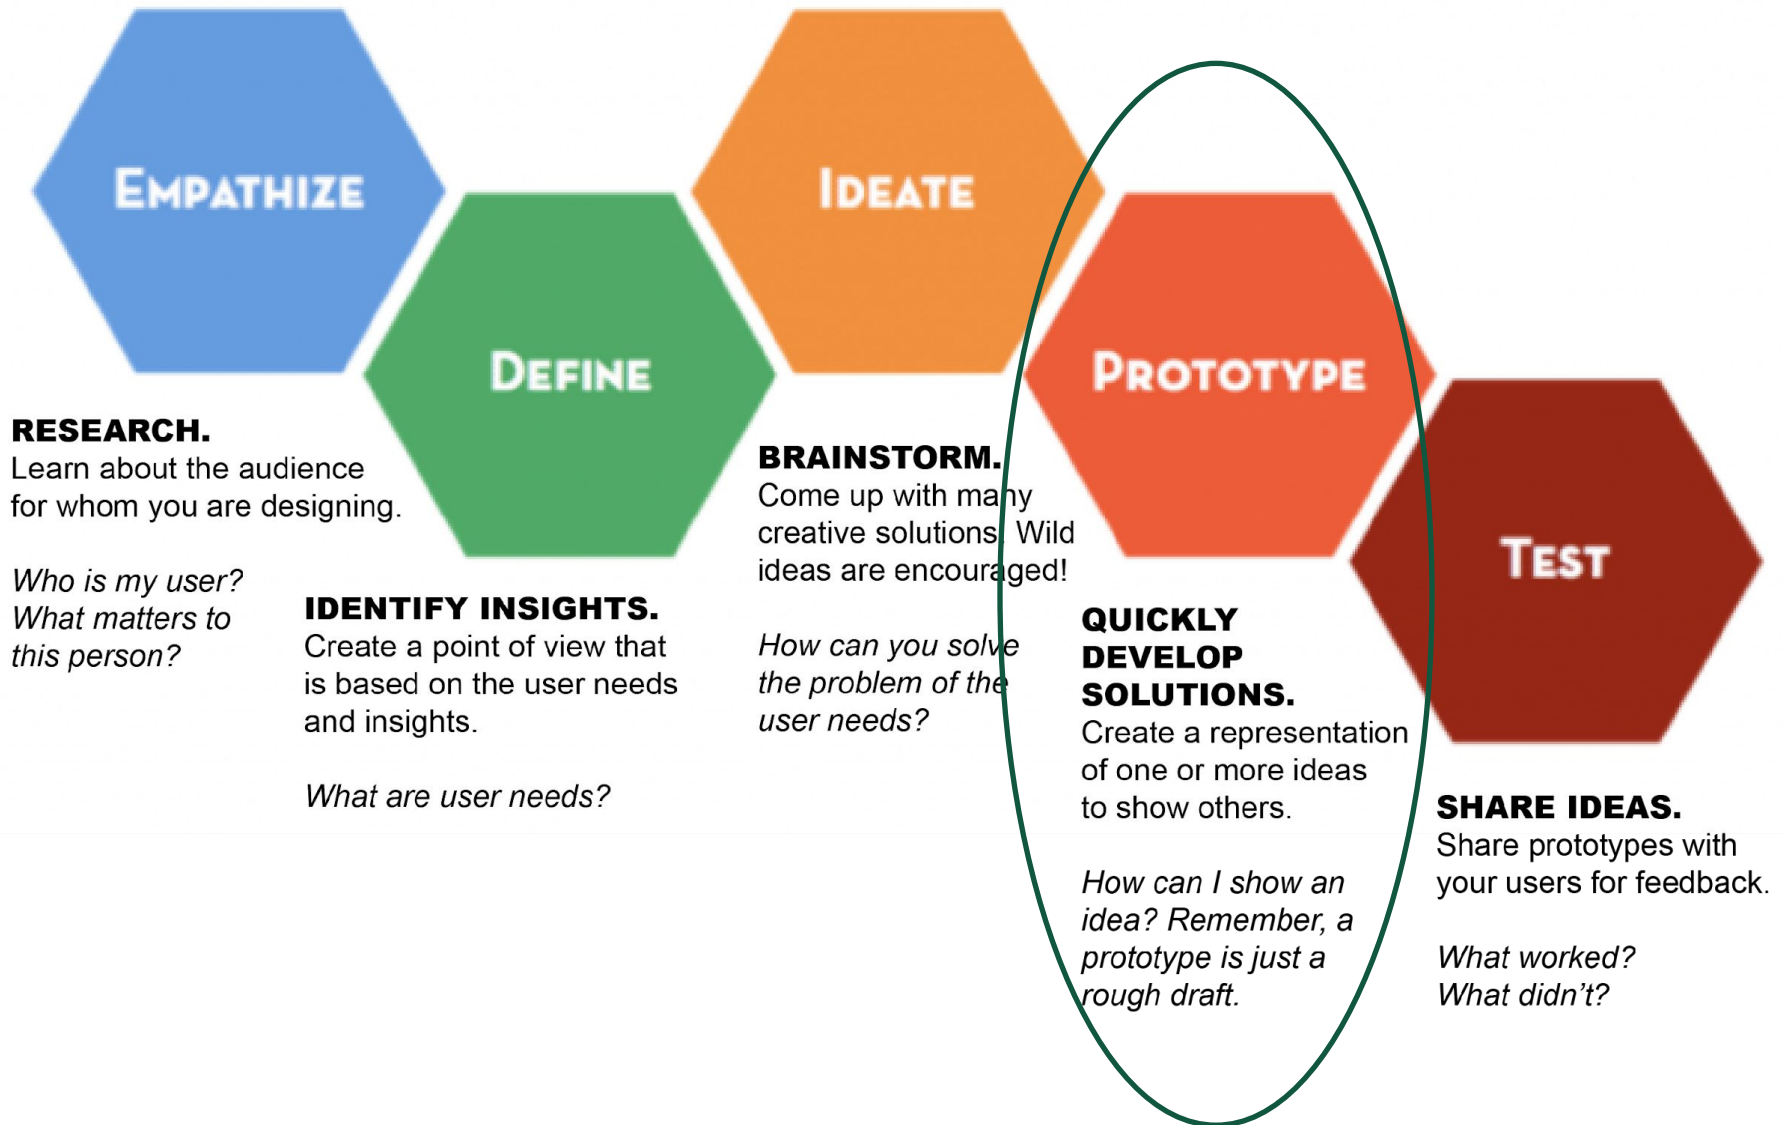 EMPATHIZE
RESEARCH.
Learn about the audience
for whom you are designing.
Who is my user?
What matters to
this person?
DEFINE
IDENTIFY INSIGHTS.
Create a point of view that
is based on the user needs
and insights.
What are user needs?
IDEATE
BRAINSTORM.
Come up with many
creative solutions. Wild
ideas are encouraged!
How can you solve
the problem of the
user needs?
PROTOTYPE
QUICKLY
DEVELOP
SOLUTIONS.
Create a representation
of one or more ideas
to show others.
How can I show an
idea? Remember, a
prototype is just a
rough draft.
TEST
SHARE IDEAS.
Share prototypes with
your users for feedback.
What worked?
What didn’t?